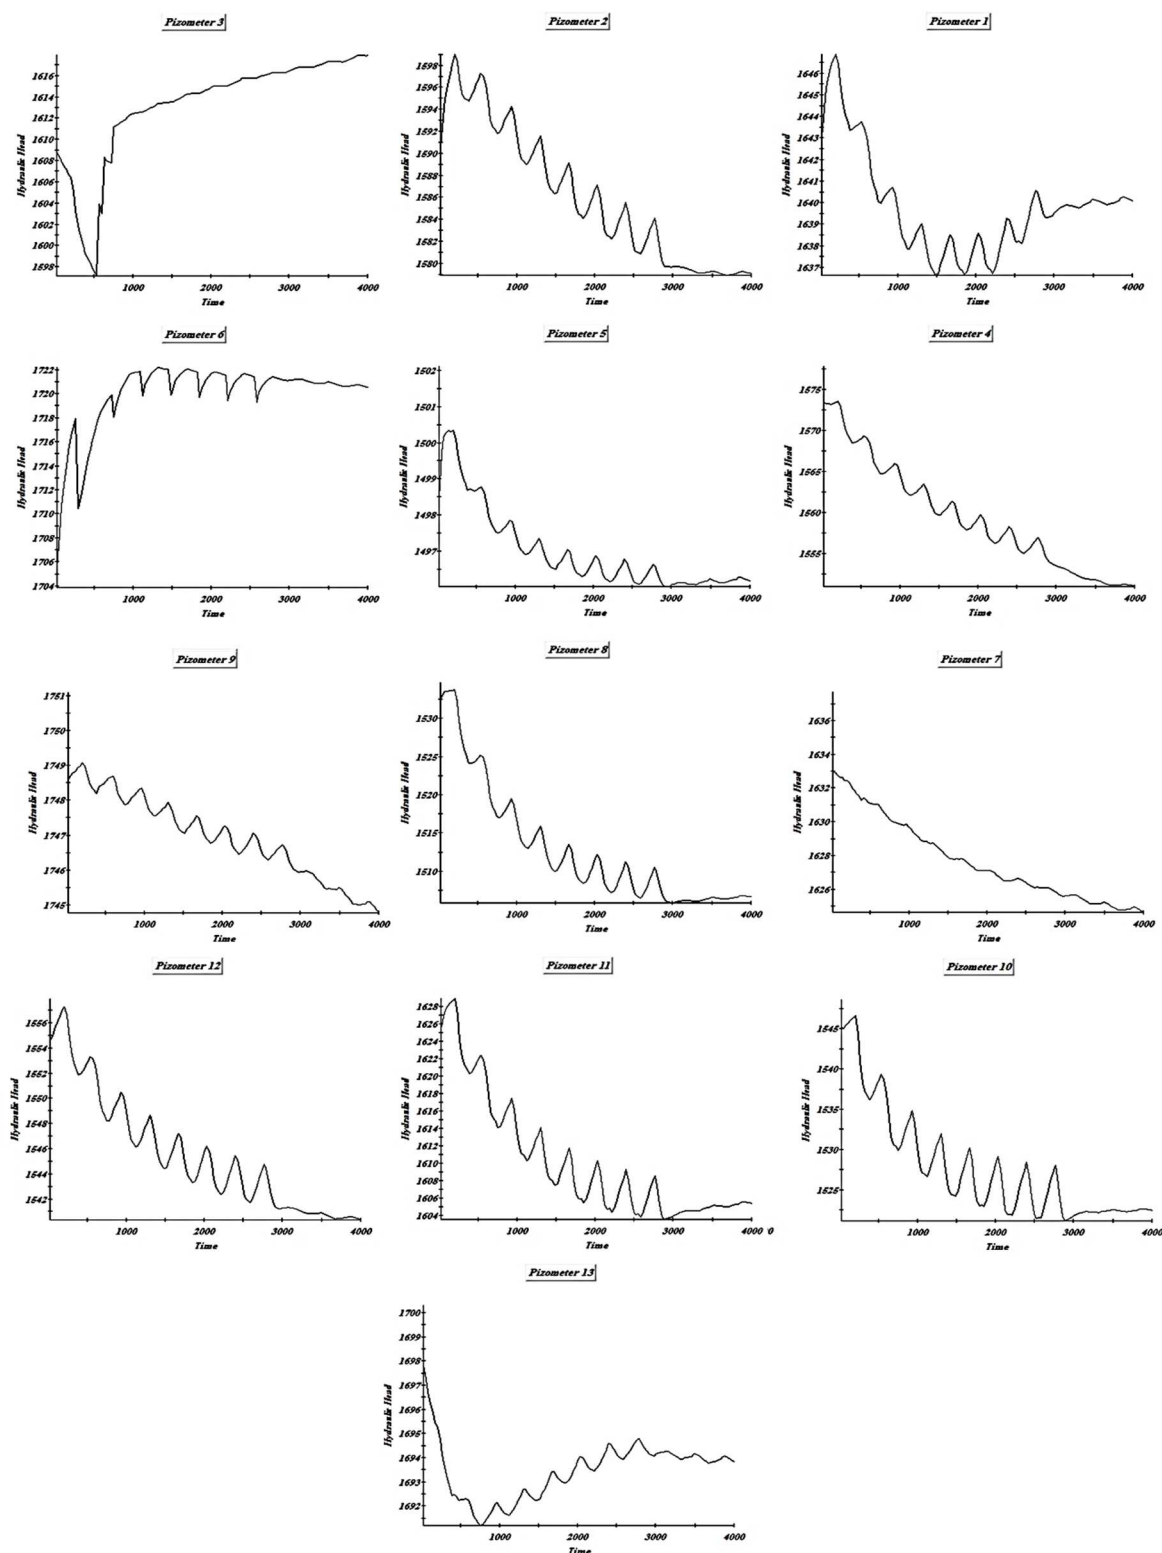 Pizometer 3
1616
1614
1612
1610
1608
1606
1604
1602
1600
1598
Hydraulic Head
1000 2000 3000 4000
Time
Pizometer 2
1598
1596
1594
1592
1590
1588
1586
1584
1582
1580
Hydraulic Head
1000 2000 3000 4000
Time
Pizometer 1
1646
1645
1644
1643
1642
1641
1640
1639
1638
1637
Hydraulic Head
1000 2000 3000 4000
Time
Pizometer 6
1722
1720
1718
1716
1714
1712
1710
1708
1706
1704
Hydraulic Head
1000 2000 3000 4000
Time
Pizometer 5
1502
1501
1500
1499
1498
1497
Hydraulic Head
1000 2000 3000 4000
Time
Pizometer 4
1570
1565
1560
1555
Hydraulic Head
1000 2000 3000 4000
Time
Pizometer 9
1751
1750
1749
1748
1747
1746
1745
Hydraulic Head
1000 2000 3000 4000
Time
Pizometer 8
1530
1525
1520
1515
1510
Hydraulic Head
1000 2000 3000 4000
Time
Pizometer 7
1636
1634
1632
1630
1628
1626
Hydraulic Head
1000 2000 3000 4000
Time
Pizometer 12
1556
1554
1552
1550
1548
1546
1544
1542
Hydraulic Head
1000 2000 3000 4000
Time
Pizometer 11
1628
1626
1624
1622
1620
1618
1616
1614
1612
1610
1608
1606
1604
Hydraulic Head
1000 2000 3000 4000 0
Time
Pizometer 10
1545
1540
1535
1530
1525
Hydraulic Head
1000 2000 3000 4000
Time
Pizometer 13
1700
1699
1698
1697
1696
1695
1694
1693
1692
Hydraulic Head
1000 2000 3000 4000
Time